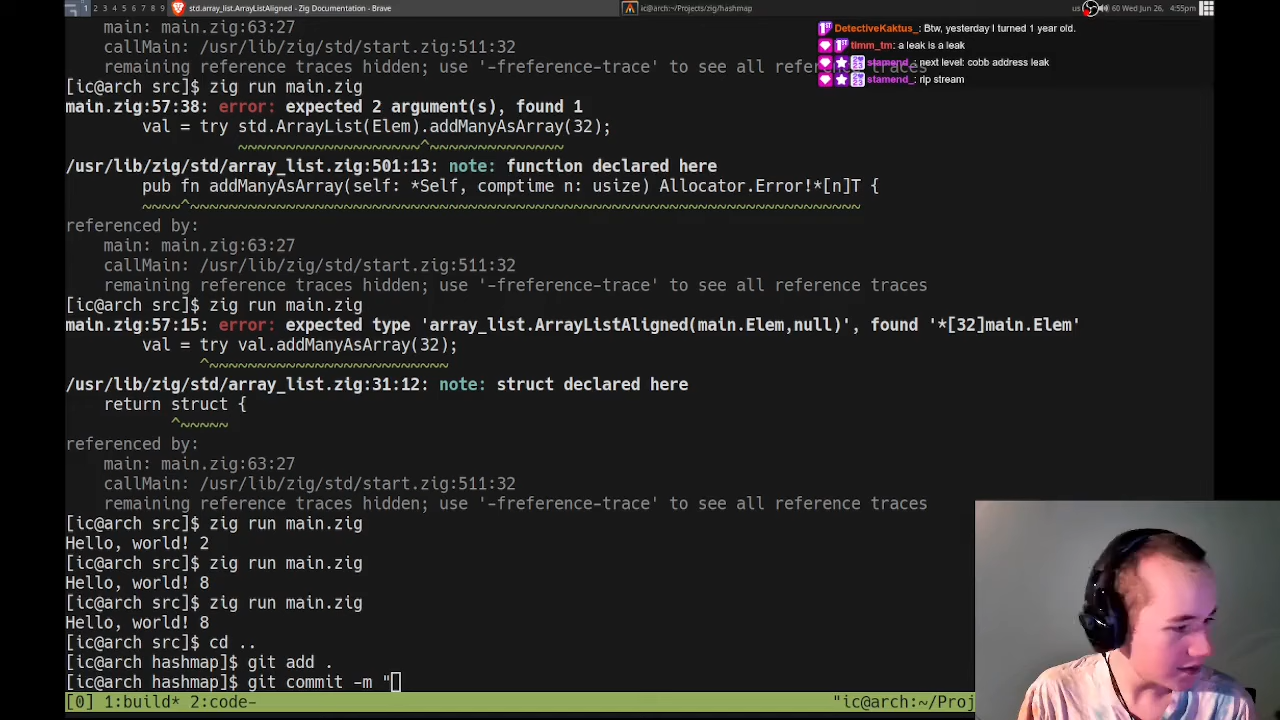 1 2 3 4 5 6 7 8 9 std.array_list.ArrayListAligned - Zig Documentation - Brave ic@arch:~/Projects/zig/hashmap us 60 Wed Jun 26, 4:55pm
DetectiveKaktus_: Btw, yesterday I turned 1 year old.
timm_tm: a leak is a leak
stamend_: next level: cobb address leak
stamend_: rip stream
main: main.zig:63:27
callMain: /usr/lib/zig/std/start.zig:511:32
remaining reference traces hidden; use '-freference-trace' to see all reference traces
[ic@arch src]$ zig run main.zig
main.zig:57:38: error: expected 2 argument(s), found 1
val = try std.ArrayList(Elem).addManyAsArray(32);
~~~~~~~~~~~~~~~~~~~^~~~~~~~~~~~~~~
/usr/lib/zig/std/array_list.zig:501:13: note: function declared here
pub fn addManyAsArray(self: *Self, comptime n: usize) Allocator.Error!*[n]T {
~~~~^~~~~~~~~~~~~~~~~~~~~~~~~~~~~~~~~~~~~~~~~~~~~~~~~~~~~~~~~~~~~~~~~~~~~~~
referenced by:
main: main.zig:63:27
callMain: /usr/lib/zig/std/start.zig:511:32
remaining reference traces hidden; use '-freference-trace' to see all reference traces
[ic@arch src]$ zig run main.zig
main.zig:57:15: error: expected type 'array_list.ArrayListAligned(main.Elem,null)', found '*[32]main.Elem'
val = try val.addManyAsArray(32);
^~~~~~~~~~~~~~~~~~~~~~~~~~
/usr/lib/zig/std/array_list.zig:31:12: note: struct declared here
return struct {
^~~~~~
referenced by:
main: main.zig:63:27
callMain: /usr/lib/zig/std/start.zig:511:32
remaining reference traces hidden; use '-freference-trace' to see all reference traces
[ic@arch src]$ zig run main.zig
Hello, world! 2
[ic@arch src]$ zig run main.zig
Hello, world! 8
[ic@arch src]$ zig run main.zig
Hello, world! 8
[ic@arch src]$ cd ..
[ic@arch hashmap]$ git add .
[ic@arch hashmap]$ git commit -m "
[0] 1:build* 2:code- "ic@arch:~/Proj